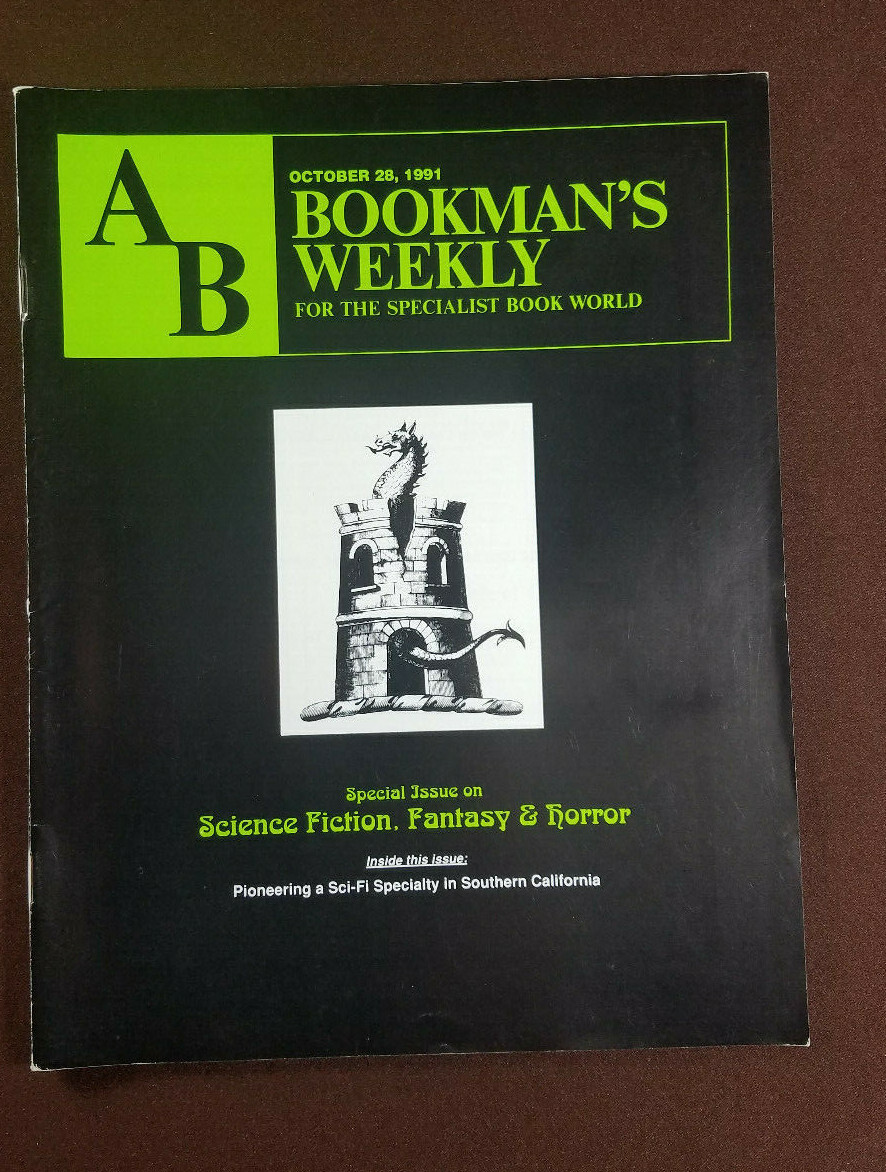 AB
OCTOBER 28, 1991
BOOKMAN'S
WEEKLY
FOR THE SPECIALIST BOOK WORLD
Special Issue on
Science Fiction, Fantasy & Horror
Inside this issue:
Pioneering a Sci-Fi Specialty in Southern California